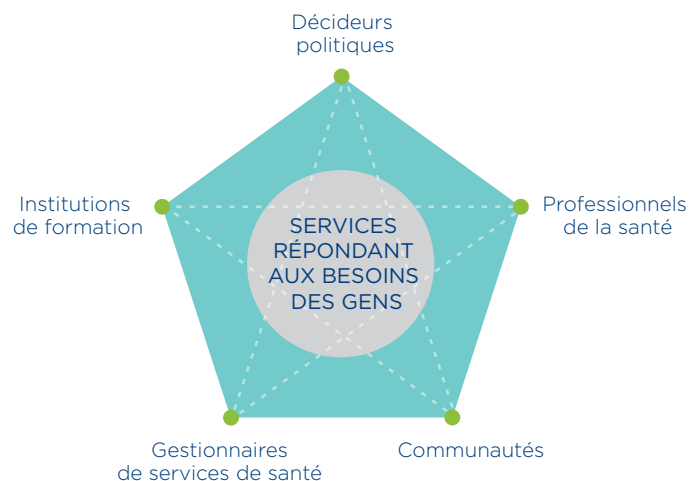 Décideurs
politiques
Institutions
de formation
Professionnels
de la santé
SERVICES
RÉPONDANT
AUX BESOINS
DES GENS
Gestionnaires
de services de santé
Communautés